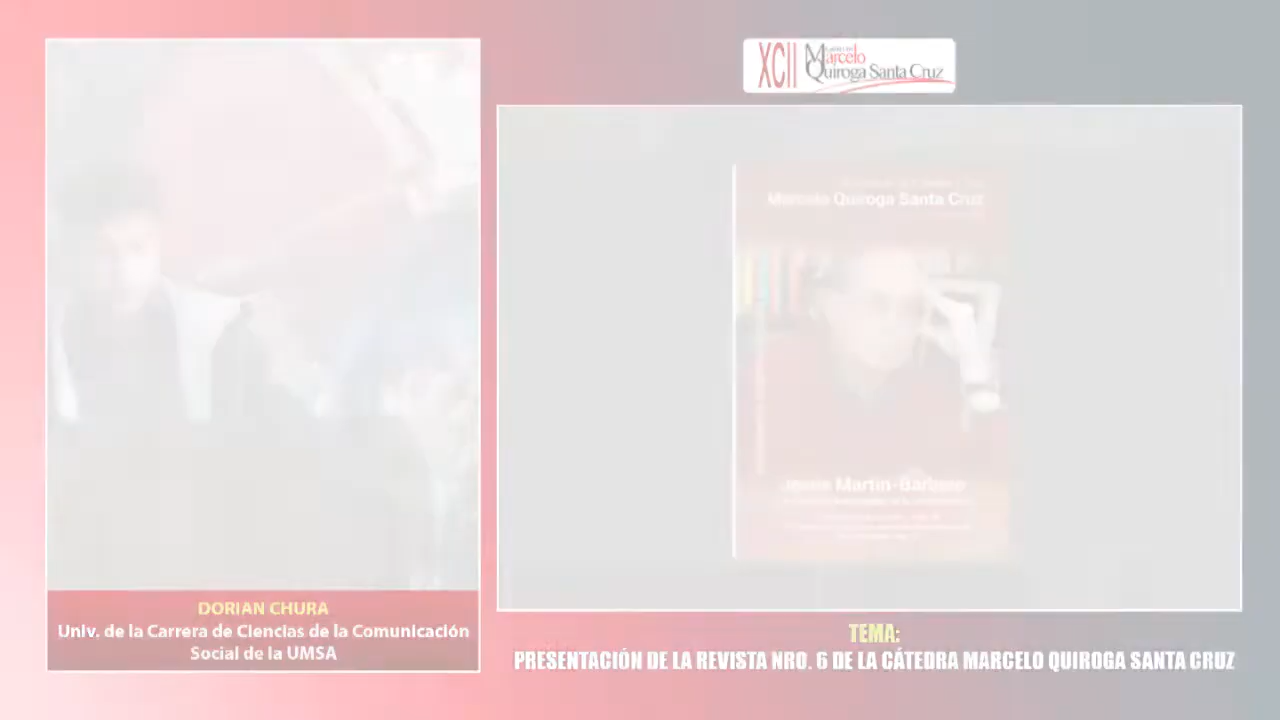 XCII
Marcelo
Quiroga Santa Cruz
Marcelo Quiroga Santa Cruz
Martín-Barbero
DORIAN CHURA
Univ. de la Carrera de Ciencias de la Comunicación
Social de la UMSA
TEMA:
PRESENTACIÓN DE LA REVISTA NRO. 6 DE LA CÁTEDRA MARCELO QUIROGA SANTA CRUZ